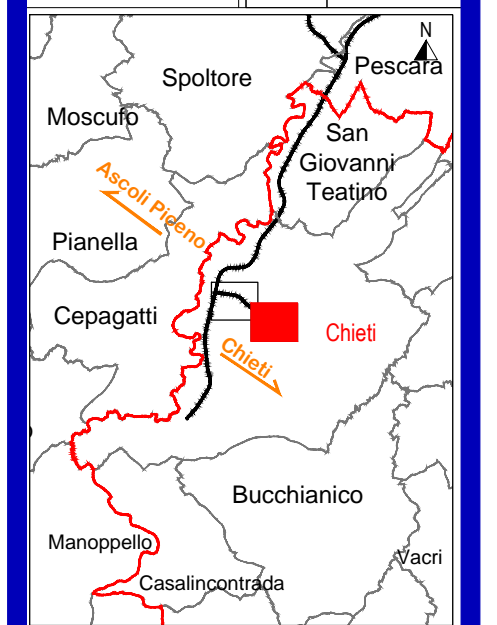 N
Spoltore
Pescara
Moscufo
San
Giovanni
Teatino
Ascoli Piceno
Pianella
Cepagatti
Chieti
Chieti
Bucchianico
Manoppello
Vacri
Casalincontrada